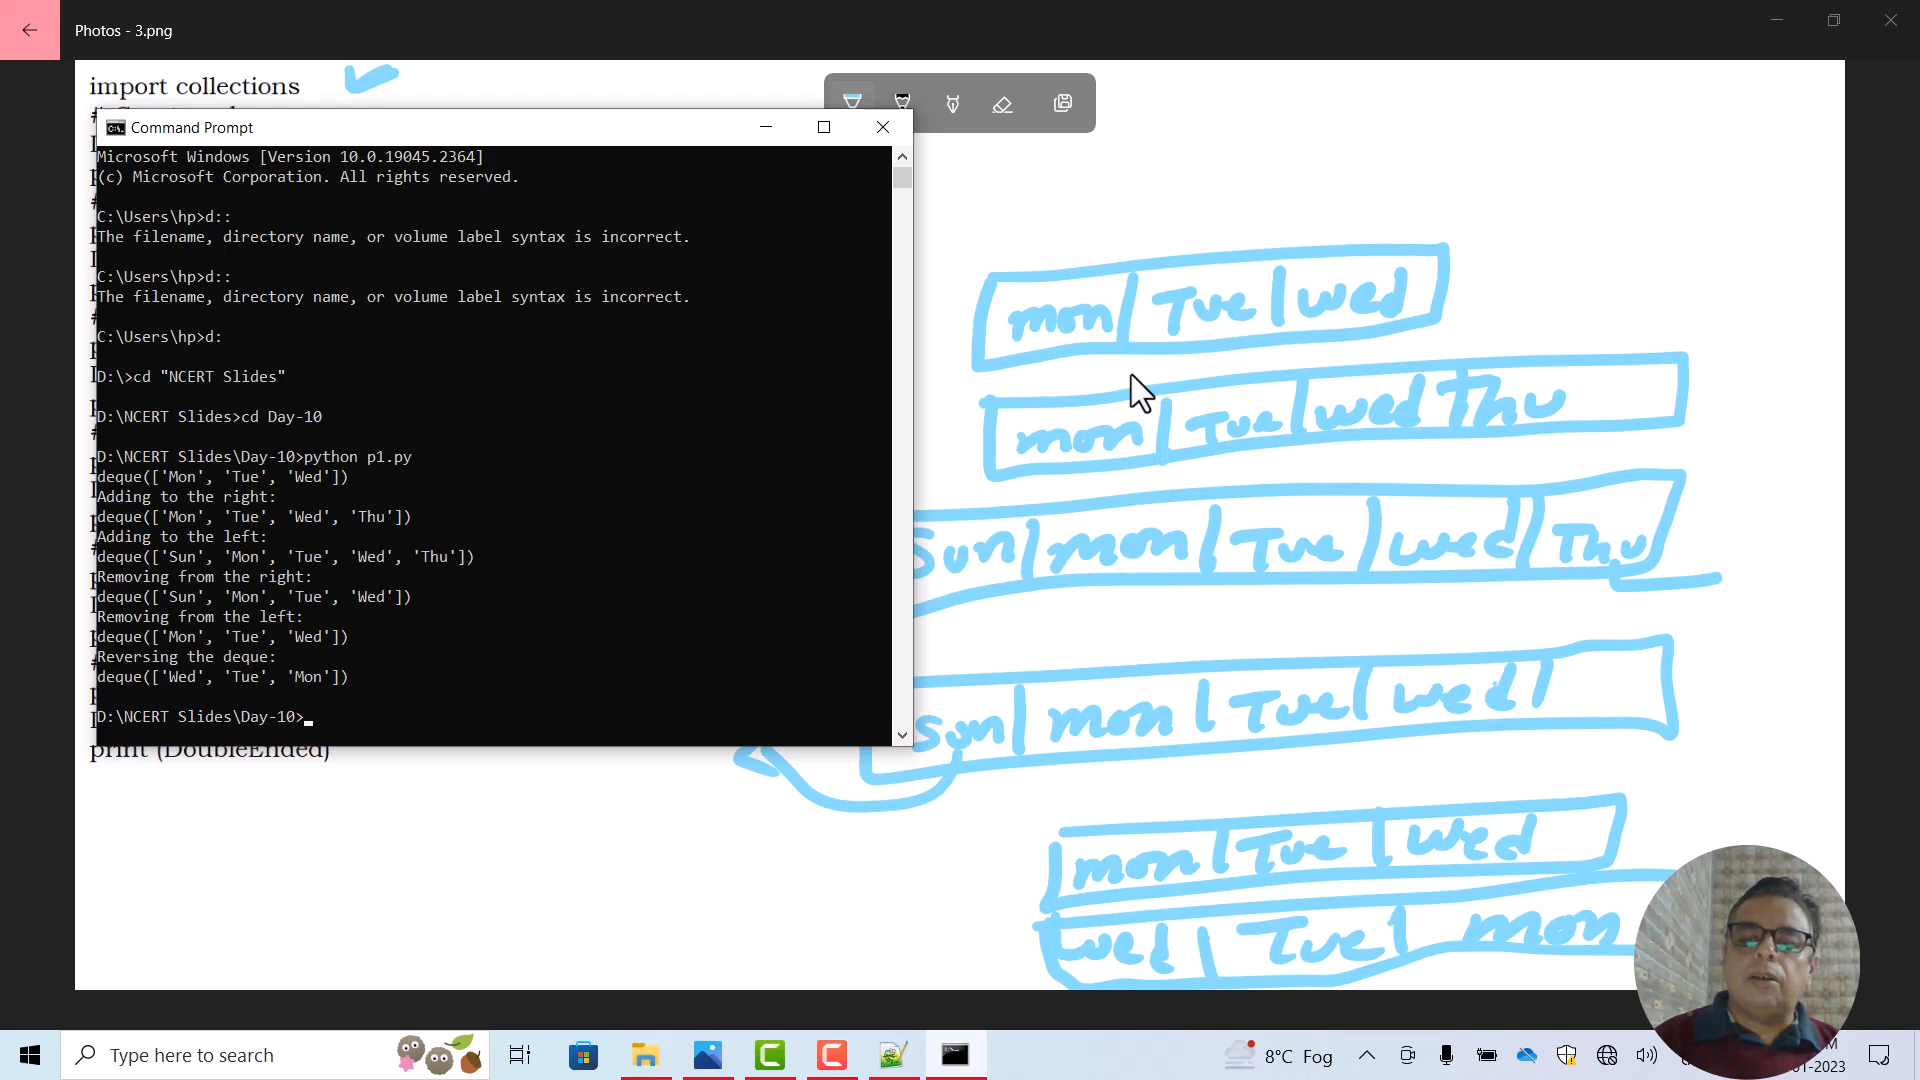 Photos - 3.png
import collections
Command Prompt
Microsoft Windows [Version 10.0.19045.2364]
(c) Microsoft Corporation. All rights reserved.
C:\Users\hp>d::
The filename, directory name, or volume label syntax is incorrect.
C:\Users\hp>d::
The filename, directory name, or volume label syntax is incorrect.
C:\Users\hp>d:
D:\>cd "NCERT Slides"
D:\NCERT Slides>cd Day-10
D:\NCERT Slides\Day-10>python p1.py
deque(['Mon', 'Tue', 'Wed'])
Adding to the right:
deque(['Mon', 'Tue', 'Wed', 'Thu'])
Adding to the left:
deque(['Sun', 'Mon', 'Tue', 'Wed', 'Thu'])
Removing from the right:
deque(['Sun', 'Mon', 'Tue', 'Wed'])
Removing from the left:
deque(['Mon', 'Tue', 'Wed'])
Reversing the deque:
deque(['Wed', 'Tue', 'Mon'])
D:\NCERT Slides\Day-10>
print (DoubleEnded)
mon Tue wed
mon Tue wed Thu
Sun mon Tue wed Thu
Sun mon Tue wed
mon Tue wed
wed Tue mon
Type here to search
8°C Fog